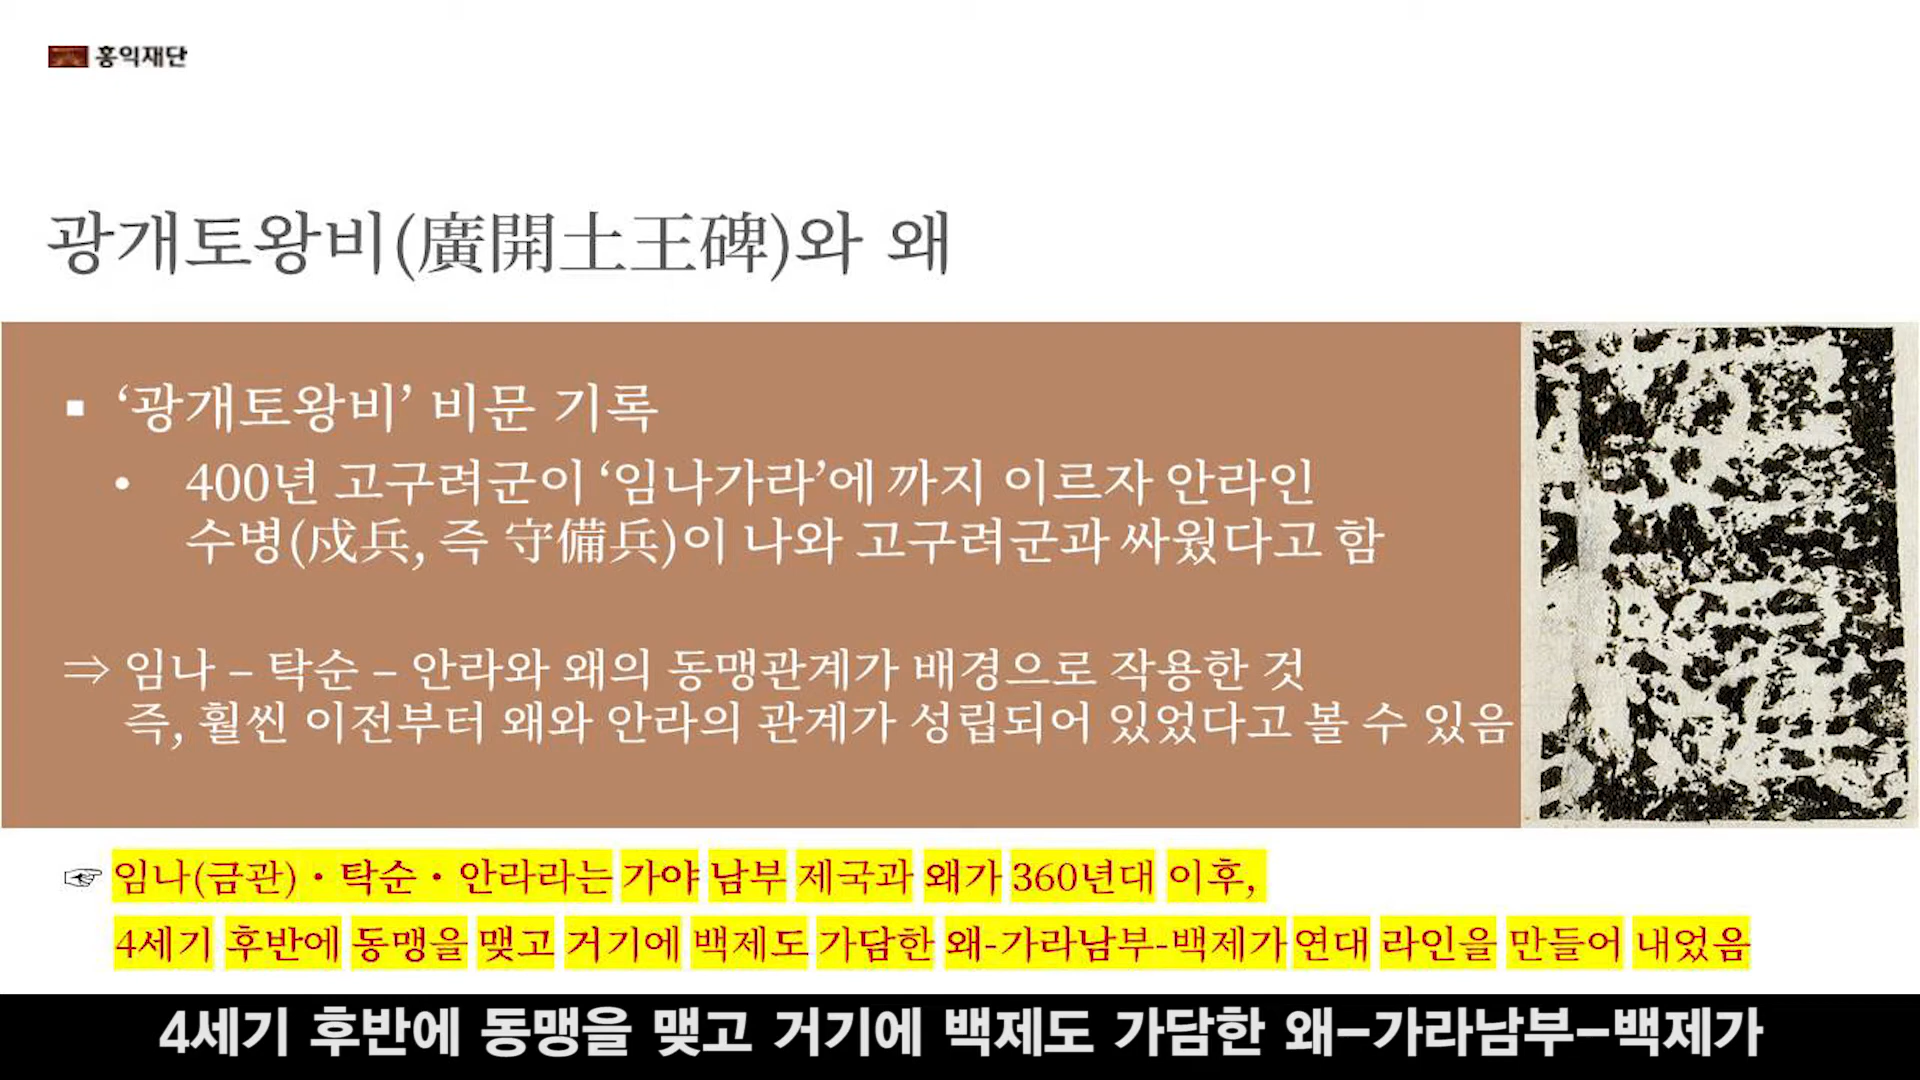 홍익재단
광개토왕비(廣開土王碑)와 왜
▪ ‘광개토왕비’ 비문 기록
• 400년 고구려군이 ‘임나가라’에 까지 이르자 안라인
수병(戍兵, 즉 守備兵)이 나와 고구려군과 싸웠다고 함
⇒ 임나 – 탁순 – 안라와 왜의 동맹관계가 배경으로 작용한 것
즉, 훨씬 이전부터 왜와 안라의 관계가 성립되어 있었다고 볼 수 있음
☞ 임나(금관)・탁순・안라라는 가야 남부 제국과 왜가 360년대 이후,
4세기 후반에 동맹을 맺고 거기에 백제도 가담한 왜-가라남부-백제가 연대 라인을 만들어 내었음
4세기 후반에 동맹을 맺고 거기에 백제도 가담한 왜-가라남부-백제가